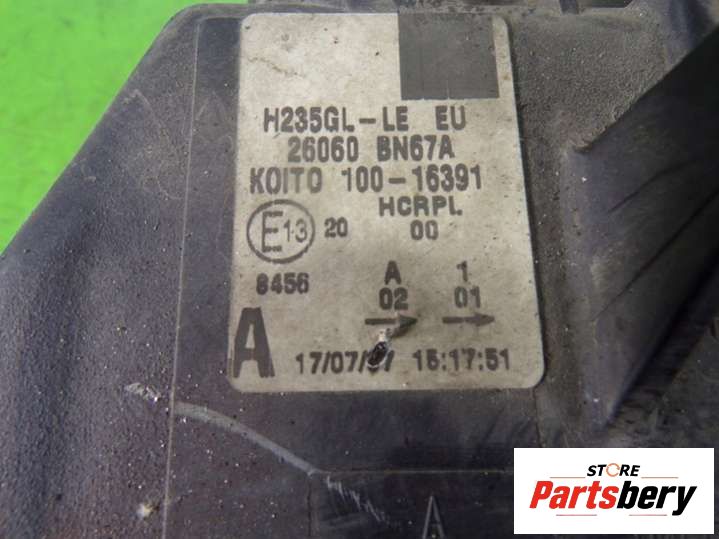 H235GL-LE EU
26060 BN67A
KOITO 100-16391
HCRPL
E13 20 00
8456 A 1
02 01
A 15:17:51
A
STORE
Partsbery